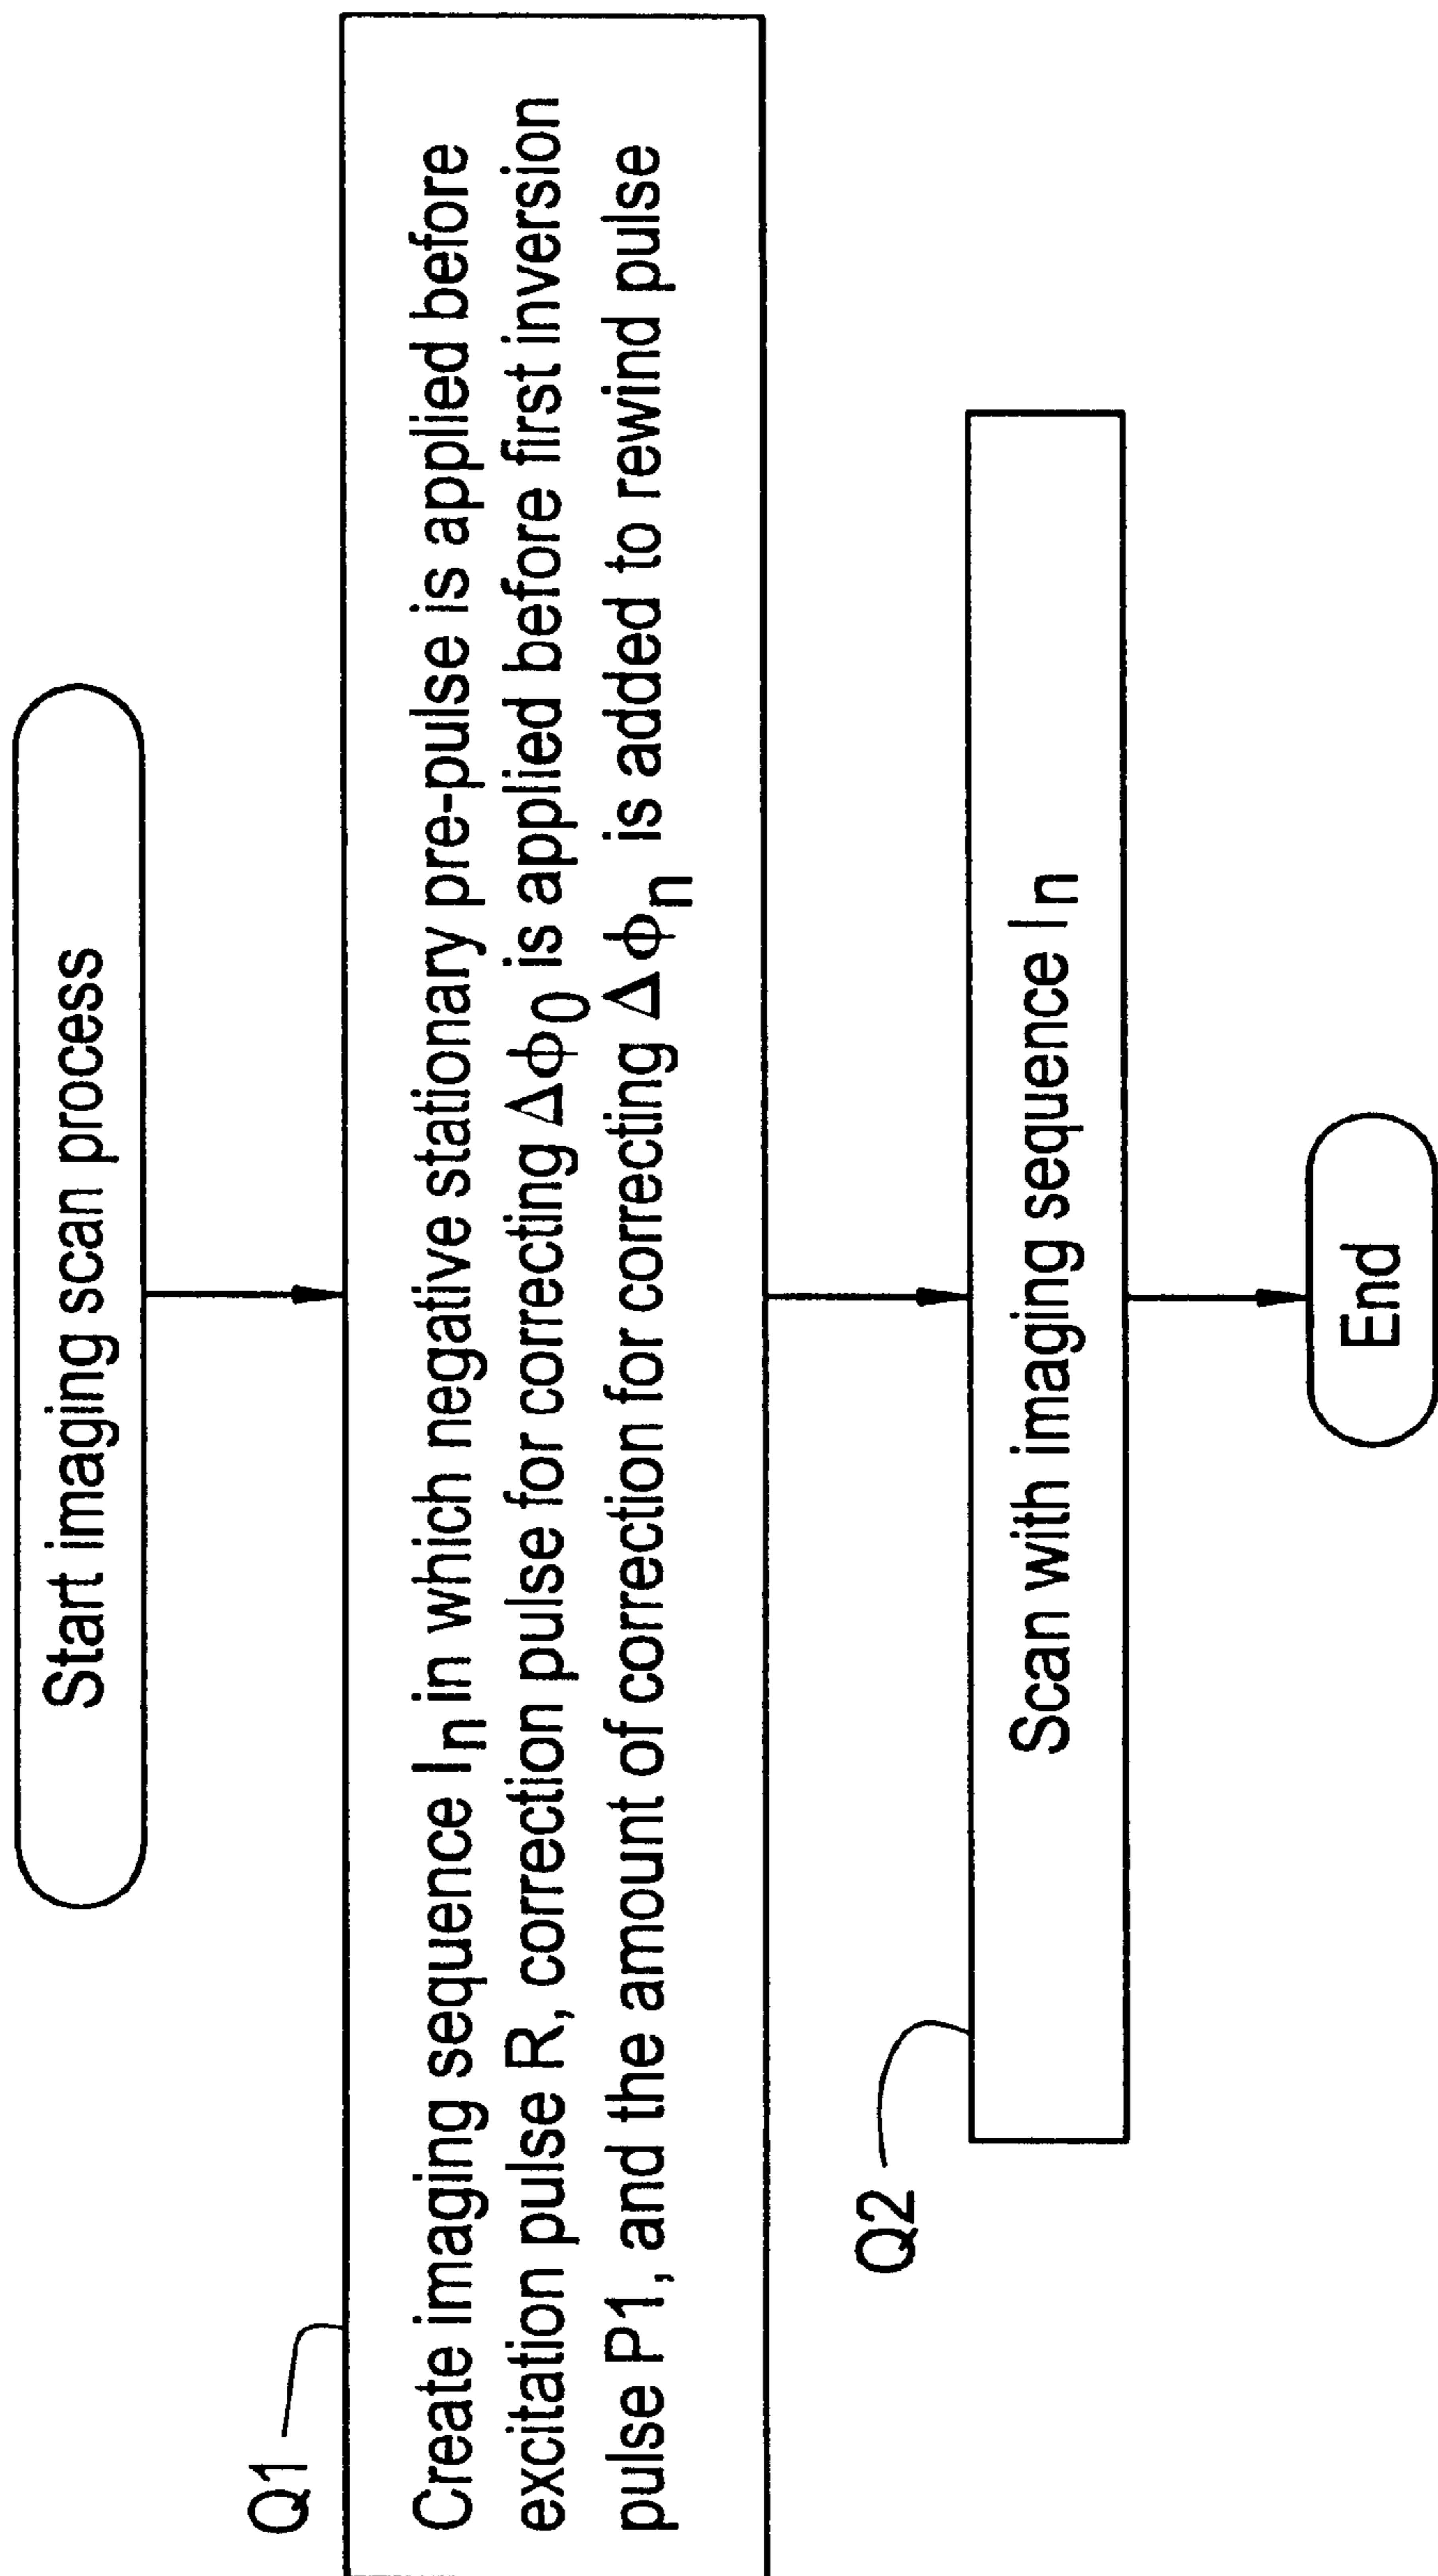 Start imaging scan process
Q1
Create imaging sequence Iₙ in which negative stationary pre-pulse is applied before
excitation pulse R, correction pulse for correcting Δϕ₀ is applied before first inversion
pulse P1, and the amount of correction for correcting Δϕₙ is added to rewind pulse
Q2
Scan with imaging sequence Iₙ
End